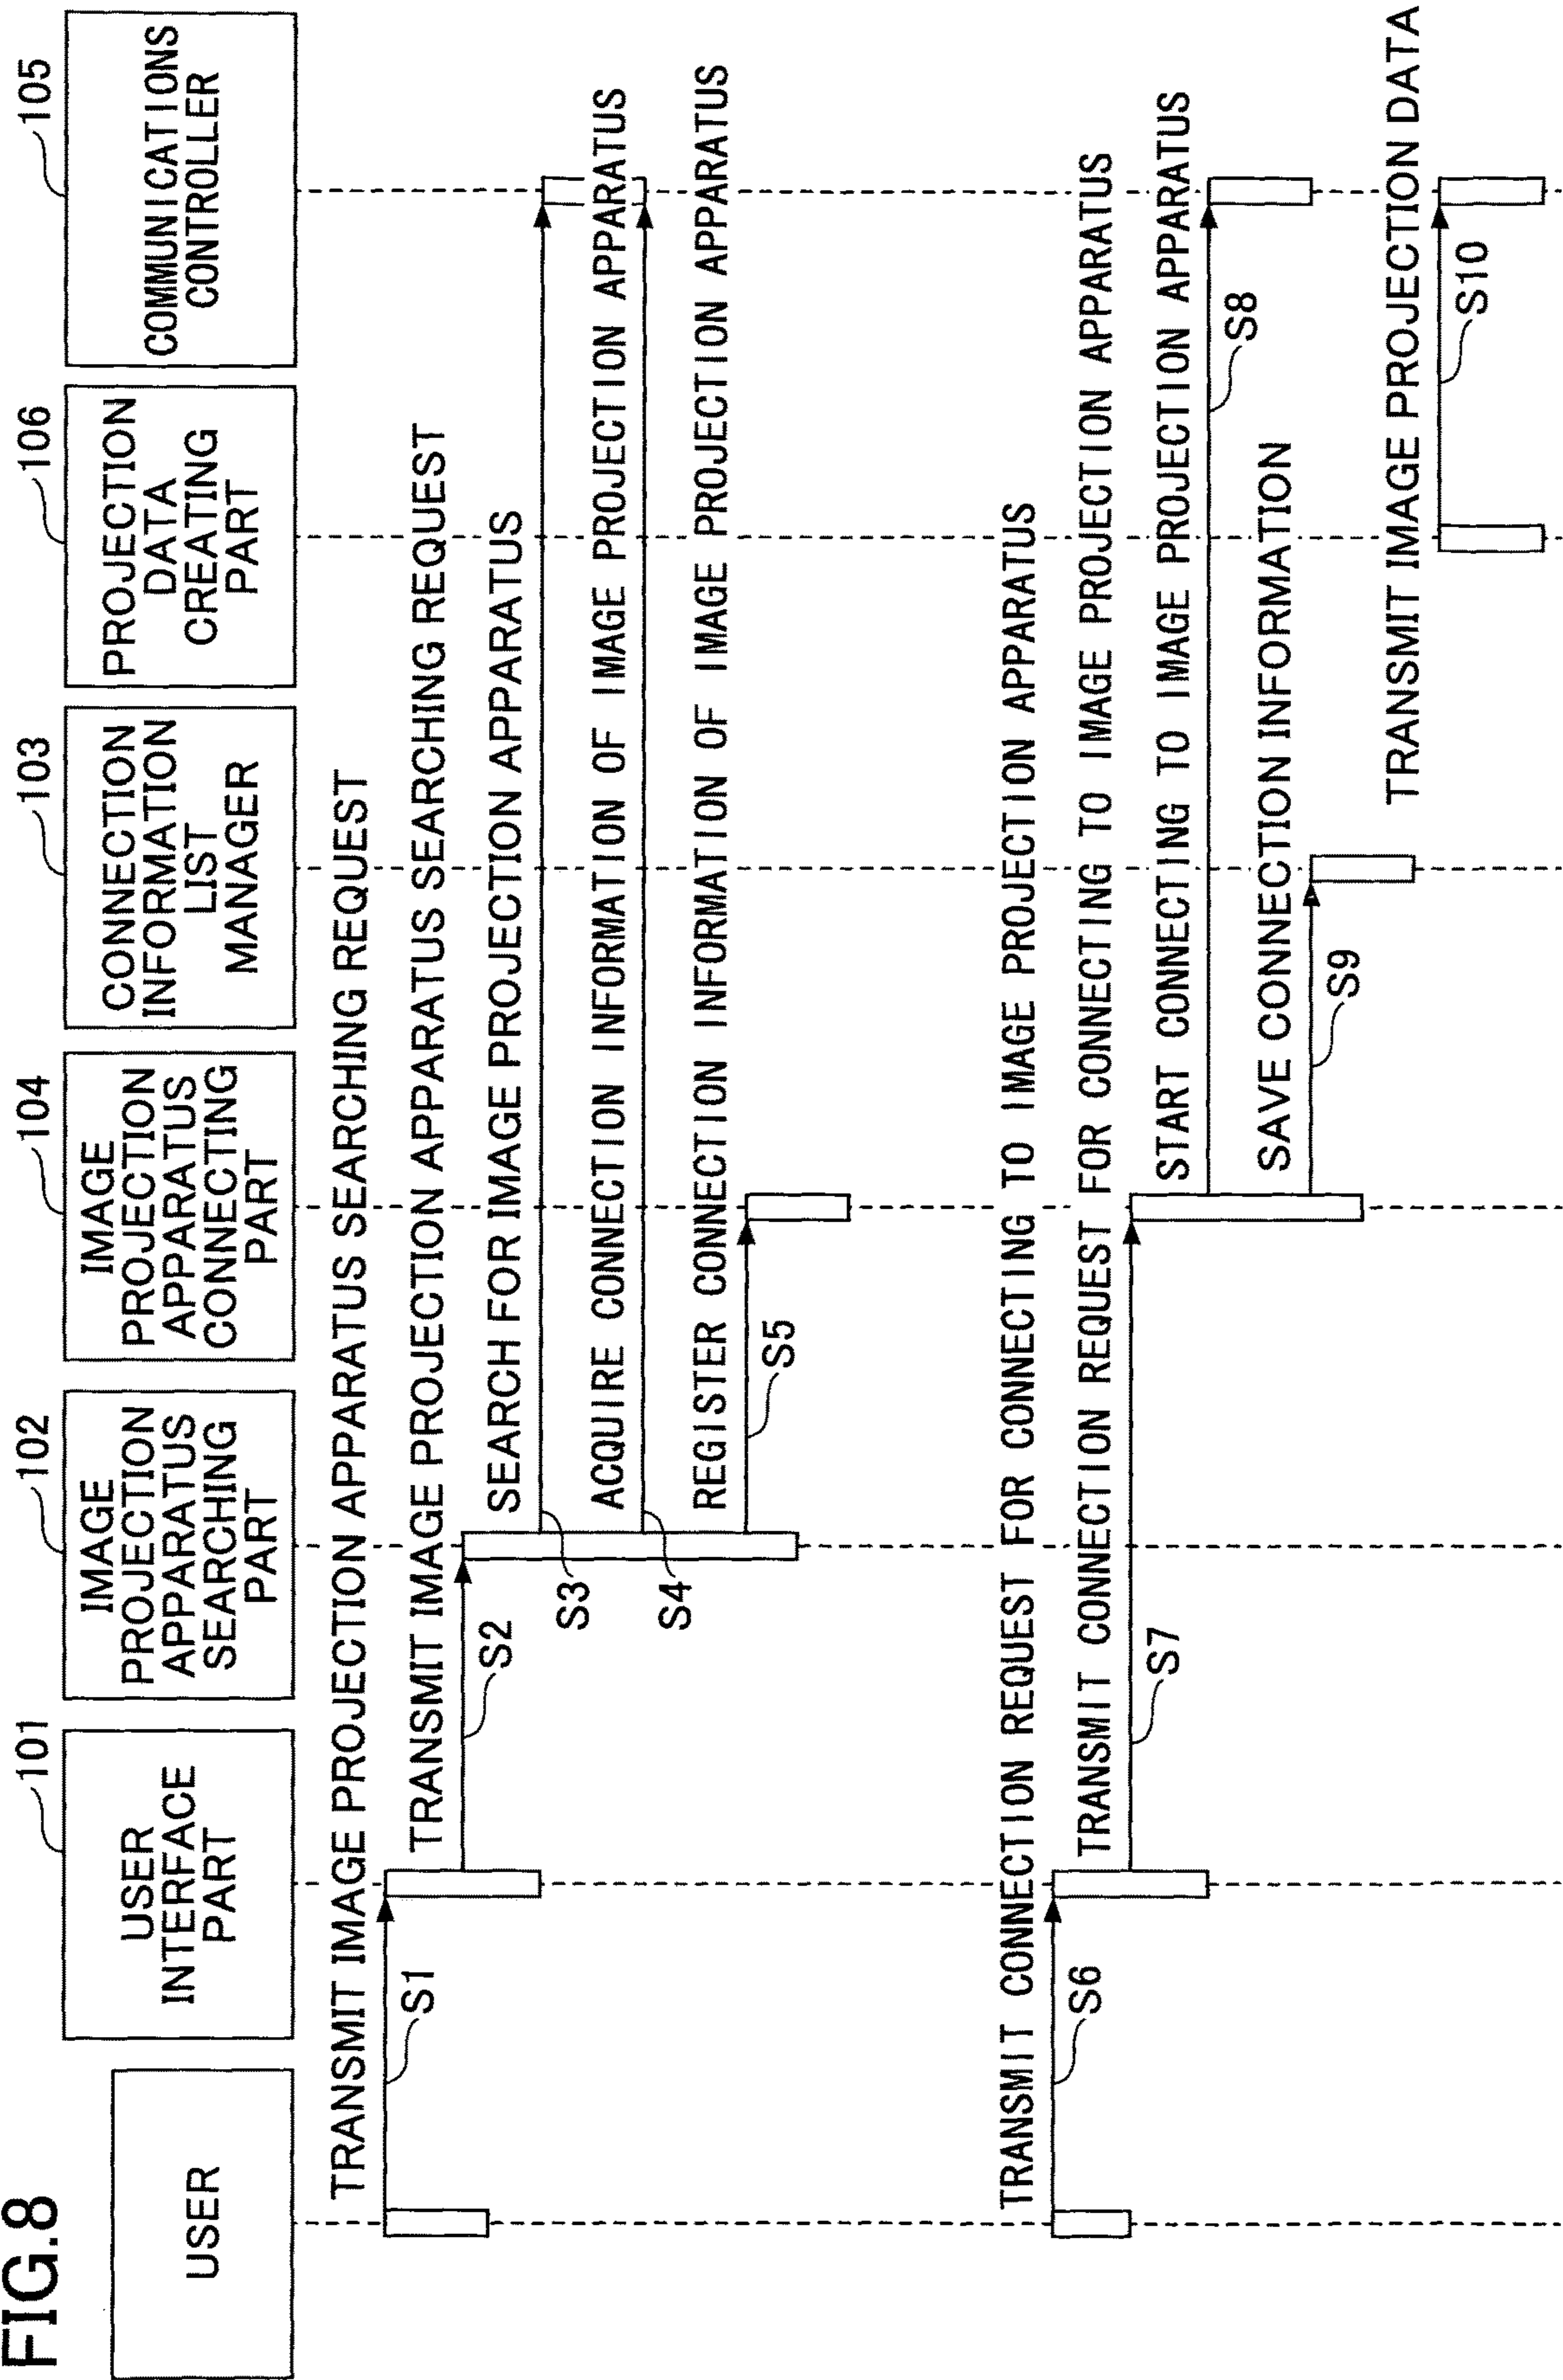 FIG.8
USER
101
USER
INTERFACE
PART
102
IMAGE
PROJECTION
APPARATUS
SEARCHING
PART
104
IMAGE
PROJECTION
APPARATUS
CONNECTING
PART
103
CONNECTION
INFORMATION
LIST
MANAGER
106
PROJECTION
DATA
CREATING
PART
105
COMMUNICATIONS
CONTROLLER
TRANSMIT IMAGE PROJECTION APPARATUS SEARCHING REQUEST
S1
TRANSMIT IMAGE PROJECTION APPARATUS SEARCHING REQUEST
S2
SEARCH FOR IMAGE PROJECTION APPARATUS
S3
ACQUIRE CONNECTION INFORMATION OF IMAGE PROJECTION APPARATUS
S4
REGISTER CONNECTION INFORMATION OF IMAGE PROJECTION APPARATUS
S5
TRANSMIT CONNECTION REQUEST FOR CONNECTING TO IMAGE PROJECTION APPARATUS
S6
TRANSMIT CONNECTION REQUEST FOR CONNECTING TO IMAGE PROJECTION APPARATUS
S7
START CONNECTING TO IMAGE PROJECTION APPARATUS
S8
SAVE CONNECTION INFORMATION
S9
TRANSMIT IMAGE PROJECTION DATA
S10